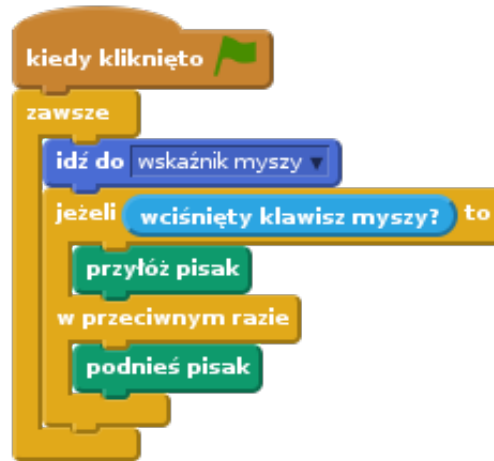 kiedy kliknięto
zawsze
idź do wskaźnik myszy
jeżeli wciśnięty klawisz myszy? to
przyłóż pisak
w przeciwnym razie
podnieś pisak